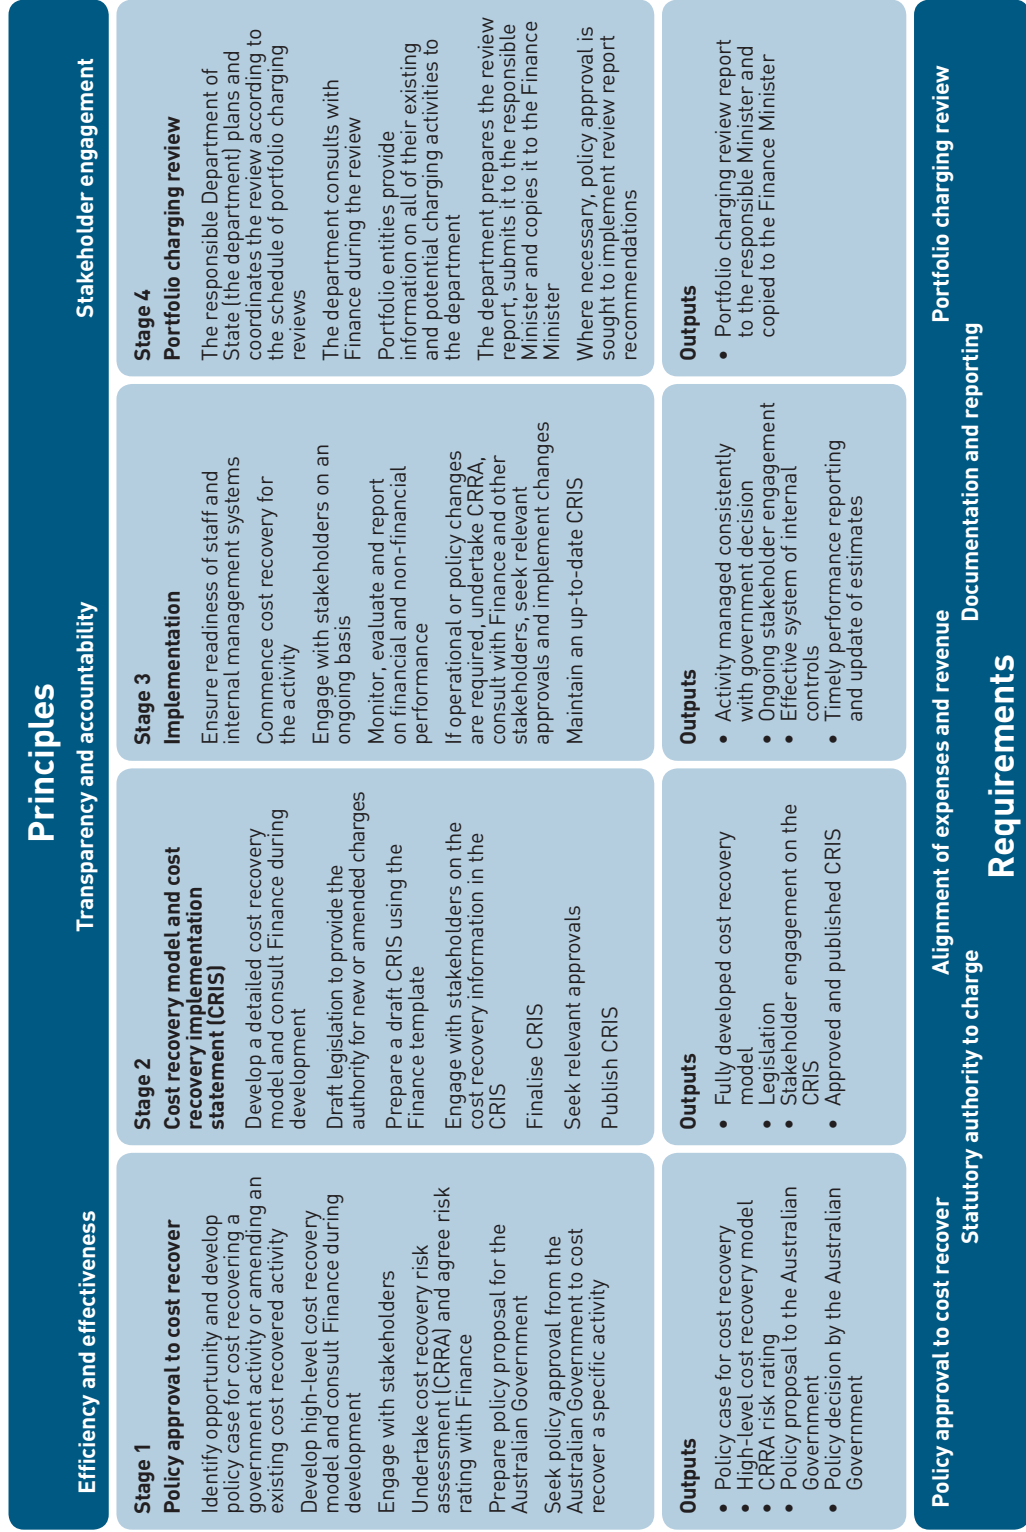 Principles
Efficiency and effectiveness
Transparency and accountability
Stakeholder engagement
Stage 1
Policy approval to cost recover
Identify opportunity and develop
policy case for cost recovering a
government activity or amending an
existing cost recovered activity
Develop high-level cost recovery
model and consult Finance during
development
Engage with stakeholders
Undertake cost recovery risk
assessment (CRRA) and agree risk
rating with Finance
Prepare policy proposal for the
Australian Government
Seek policy approval from the
Australian Government to cost
recover a specific activity
Stage 2
Cost recovery model and cost
recovery implementation
statement (CRIS)
Develop a detailed cost recovery
model and consult Finance during
development
Draft legislation to provide the
authority for new or amended charges
Prepare a draft CRIS using the
Finance template
Engage with stakeholders on the
cost recovery information in the
CRIS
Finalise CRIS
Seek relevant approvals
Publish CRIS
Stage 3
Implementation
Ensure readiness of staff and
internal management systems
Commence cost recovery for
the activity
Engage with stakeholders on an
ongoing basis
Monitor, evaluate and report
on financial and non-financial
performance
If operational or policy changes
are required, undertake CRRA,
consult with Finance and other
stakeholders, seek relevant
approvals and implement changes
Maintain an up-to-date CRIS
Stage 4
Portfolio charging review
The responsible Department of
State (the department) plans and
coordinates the review according to
the schedule of portfolio charging
reviews
The department consults with
Finance during the review
Portfolio entities provide
information on all of their existing
and potential charging activities to
the department
The department prepares the review
report, submits it to the responsible
Minister and copies it to the Finance
Minister
Where necessary, policy approval is
sought to implement review report
recommendations
Outputs
• Policy case for cost recovery
• High-level cost recovery model
• CRRA risk rating
• Policy proposal to the Australian
Government
• Policy decision by the Australian
Government
Outputs
• Fully developed cost recovery
model
• Legislation
• Stakeholder engagement on the
CRIS
• Approved and published CRIS
Outputs
• Activity managed consistently
with government decision
• Ongoing stakeholder engagement
• Effective system of internal
controls
• Timely performance reporting
and update of estimates
Outputs
• Portfolio charging review report
to the responsible Minister and
copied to the Finance Minister
Policy approval to cost recover
Alignment of expenses and revenue
Portfolio charging review
Statutory authority to charge
Documentation and reporting
Requirements